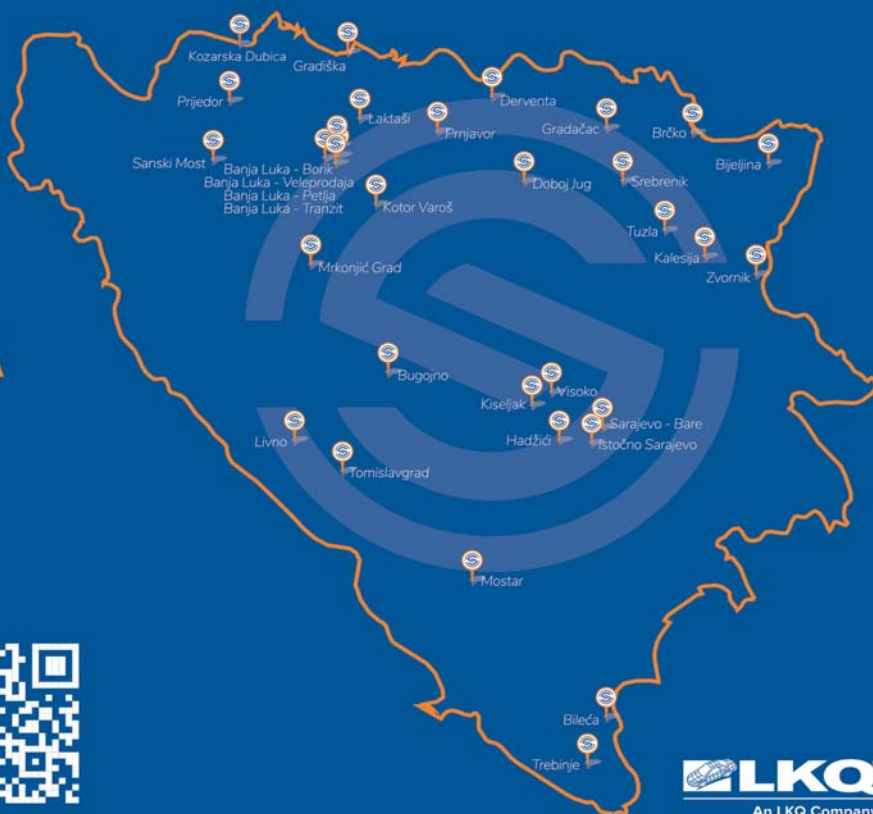 Kozarska Dubica
Gradiška
Prijedor
Laktaši
Derventa
Prnjavor
Gradačac
Brčko
Bijeljina
Sanski Most
Banja Luka - Borik
Banja Luka - Veleprodaja
Banja Luka - Petlja
Banja Luka - Tranzit
Doboj Jug
Srebrenik
Kotor Varoš
Tuzla
Kalesija
Zvornik
Mrkonjić Grad
Bugojno
Visoko
Kiseljak
Sarajevo - Bare
Livno
Hadžići
Istočno Sarajevo
Tomislavgrad
Mostar
Bileća
Trebinje
LKQ
An LKQ Company